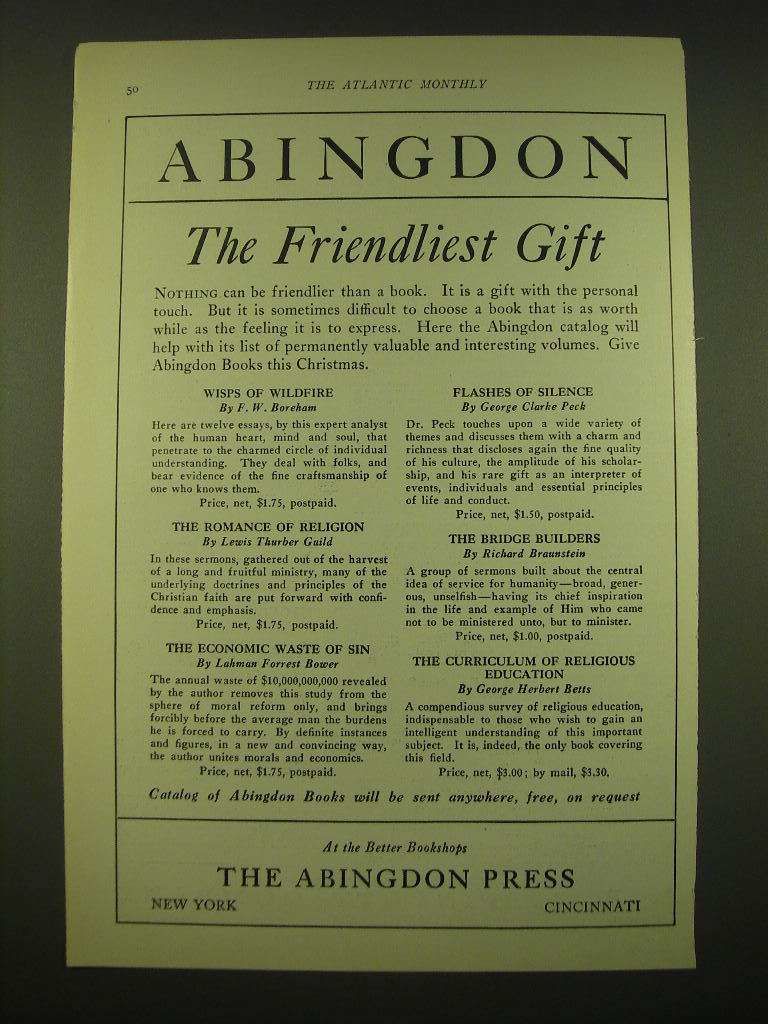 50
THE ATLANTIC MONTHLY
ABINGDON
The Friendliest Gift
NOTHING can be friendlier than a book. It is a gift with the personal
touch. But it is sometimes difficult to choose a book that is as worth
while as the feeling it is to express. Here the Abingdon catalog will
help with its list of permanently valuable and interesting volumes. Give
Abingdon Books this Christmas.
WISPS OF WILDFIRE
By F. W. Boreham
Here are twelve essays, by this expert analyst
of the human heart, mind and soul, that
penetrate to the charmed circle of individual
understanding. They deal with folks, and
bear evidence of the fine craftsmanship of
one who knows them.
Price, net, $1.75, postpaid.
THE ROMANCE OF RELIGION
By Lewis Thurber Guild
In these sermons, gathered out of the harvest
of a long and fruitful ministry, many of the
underlying doctrines and principles of the
Christian faith are put forward with confi-
dence and emphasis.
Price, net, $1.75, postpaid.
THE ECONOMIC WASTE OF SIN
By Lahman Forrest Bower
The annual waste of $10,000,000,000 revealed
by the author removes this study from the
sphere of moral reform only, and brings
forcibly before the average man the burdens
he is forced to carry. By definite instances
and figures, in a new and convincing way,
the author unites morals and economics.
Price, net, $1.75, postpaid.
FLASHES OF SILENCE
By George Clarke Peck
Dr. Peck touches upon a wide variety of
themes and discusses them with a charm and
richness that discloses again the fine quality
of his culture, the amplitude of his scholar-
ship, and his rare gift as an interpreter of
events, individuals and essential principles
of life and conduct.
Price, net, $1.50, postpaid.
THE BRIDGE BUILDERS
By Richard Braunstein
A group of sermons built about the central
idea of service for humanity—broad, gener-
ous, unselfish—having its chief inspiration
in the life and example of Him who came
not to be ministered unto, but to minister.
Price, net, $1.00, postpaid.
THE CURRICULUM OF RELIGIOUS
EDUCATION
By George Herbert Betts
A compendious survey of religious education,
indispensable to those who wish to gain an
intelligent understanding of this important
subject. It is, indeed, the only book covering
this field.
Price, net, $3.00; by mail, $3.30.
Catalog of Abingdon Books will be sent anywhere, free, on request
At the Better Bookshops
THE ABINGDON PRESS
NEW YORK
CINCINNATI